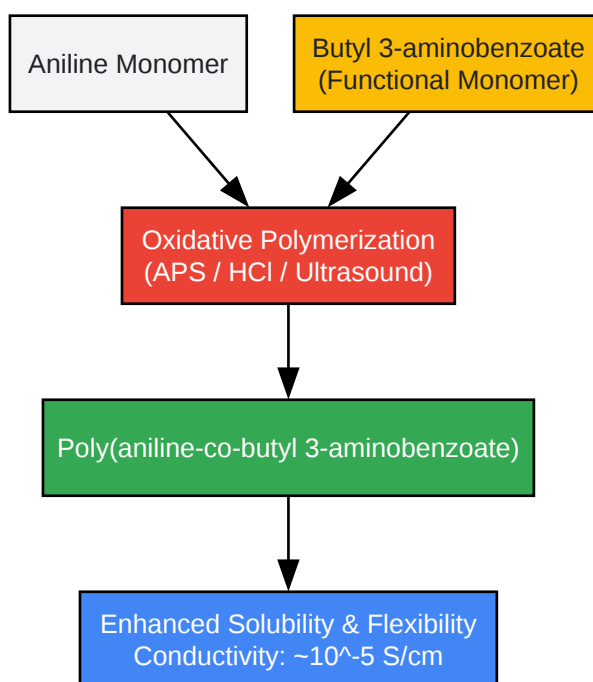 Aniline Monomer
Butyl 3-aminobenzoate
(Functional Monomer)
Oxidative Polymerization
(APS / HCl / Ultrasound)
Poly(aniline-co-butyl 3-aminobenzoate)
Enhanced Solubility & Flexibility
Conductivity: ~10^-5 S/cm